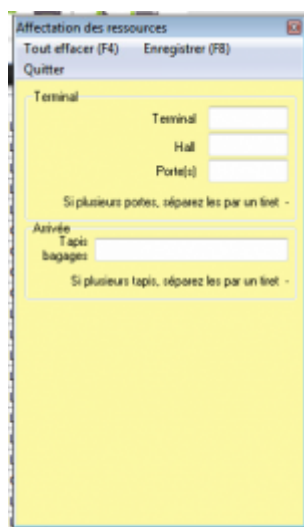 Affectation des ressources
Tout effacer (F4) Enregistrer (F8)
Quitter
Terminal
Terminal
Hall
Porte(s)
Si plusieurs portes, séparez les par un tiret -
Arrivée
Tapis
bagages
Si plusieurs tapis, séparez les par un tiret -